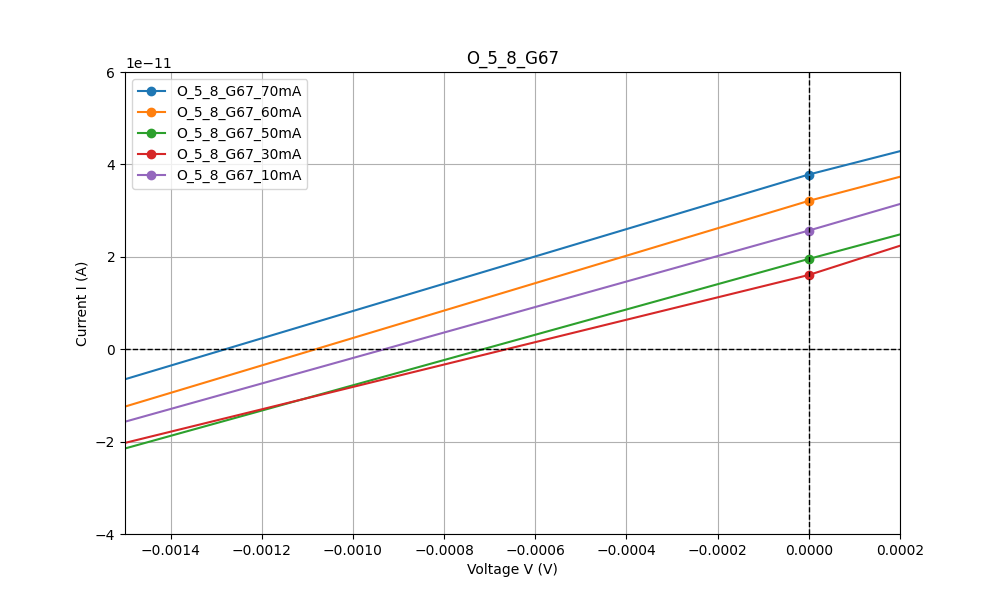 O_5_8_G67
1e−11
6
4
2
0
−2
−4
Current I (A)
O_5_8_G67_70mA
O_5_8_G67_60mA
O_5_8_G67_50mA
O_5_8_G67_30mA
O_5_8_G67_10mA
−0.0014 −0.0012 −0.0010 −0.0008 −0.0006 −0.0004 −0.0002 0.0000 0.0002
Voltage V (V)